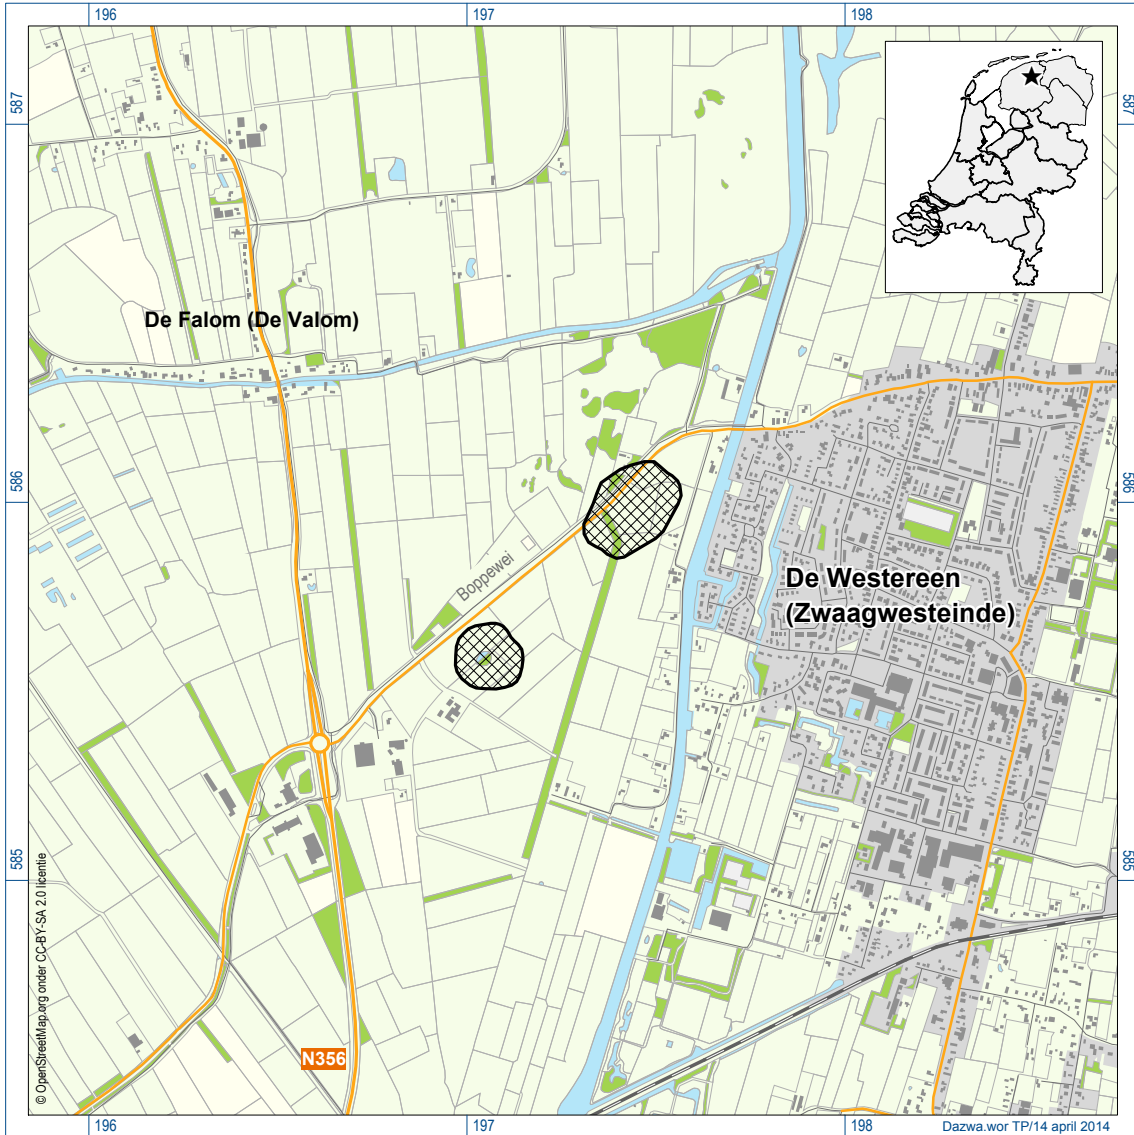 196
197
198
587
587
De Falom (De Valom)
586
986
Boppewei
De Westereen
(Zwaagwesteinde)
585
585
N356
© OpenStreetMap.org onder CC-BY-SA 2.0 licentie
196
197
198
Dazwa.wor TP/14 april 2014